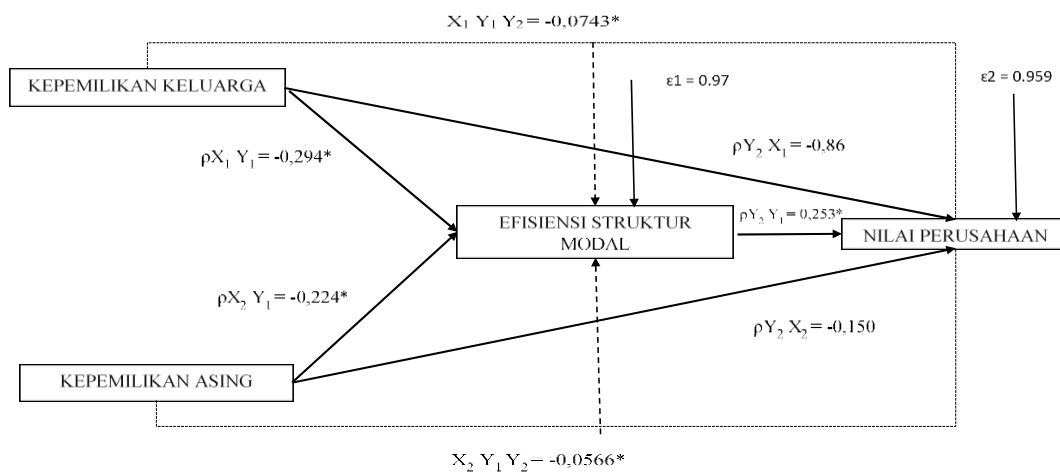 X₁ Y₁ Y₂ = -0,0743*
KEPEMILIKAN KELUARGA
ε1 = 0.97
ε2 = 0.959
ρX₁ Y₁ = -0,294*
ρY₂ X₁ = -0,86
EFISIENSI STRUKTUR
MODAL
ρY₂ Y₁ = 0,253*
NILAI PERUSAHAAN
ρX₂ Y₁ = -0,224*
ρY₂ X₂ = -0,150
KEPEMILIKAN ASING
X₂ Y₁ Y₂ = -0,0566*